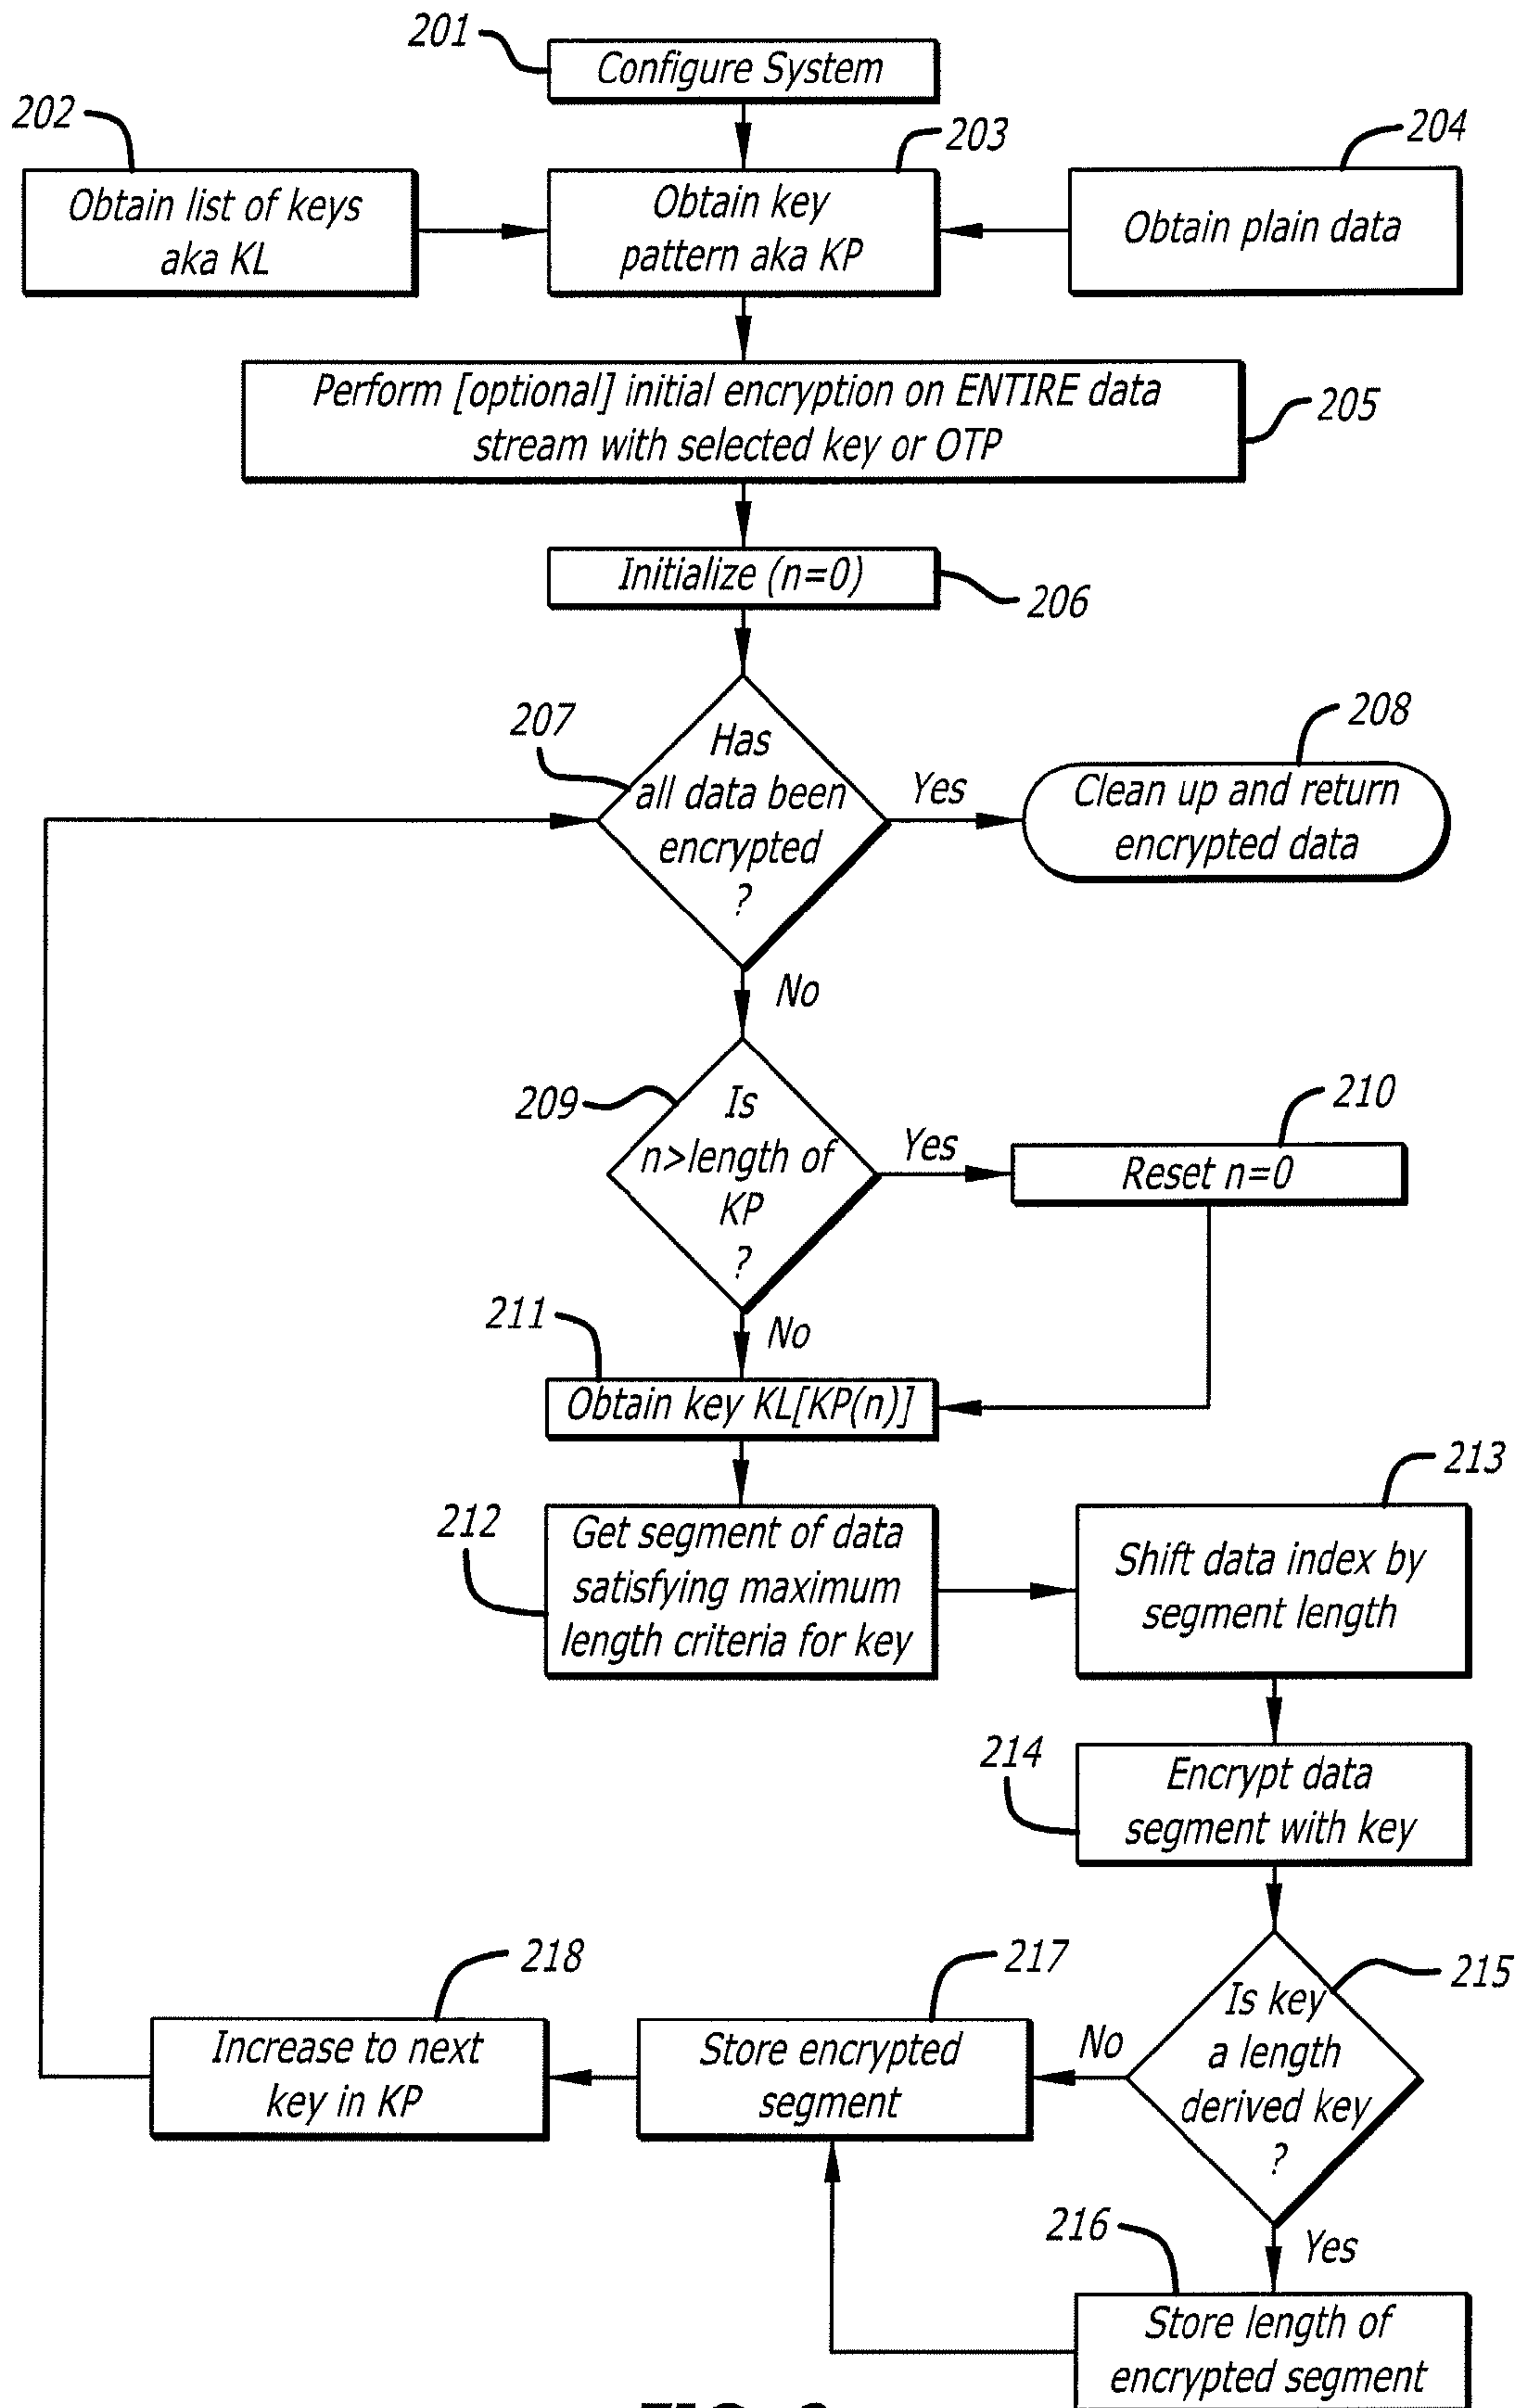 201
Configure System
202
203
204
Obtain list of keys
aka KL
Obtain key
pattern aka KP
Obtain plain data
Perform [optional] initial encryption on ENTIRE data
stream with selected key or OTP
205
Initialize (n=0)
206
207
Has
all data been
encrypted
?
Yes
208
Clean up and return
encrypted data
No
209
Is
n>length of
KP
?
Yes
210
Reset n=0
No
211
Obtain key KL[KP(n)]
212
Get segment of data
satisfying maximum
length criteria for key
213
Shift data index by
segment length
214
Encrypt data
segment with key
215
Is key
a length
derived key
?
No
217
Store encrypted
segment
218
Increase to next
key in KP
Yes
216
Store length of
encrypted segment